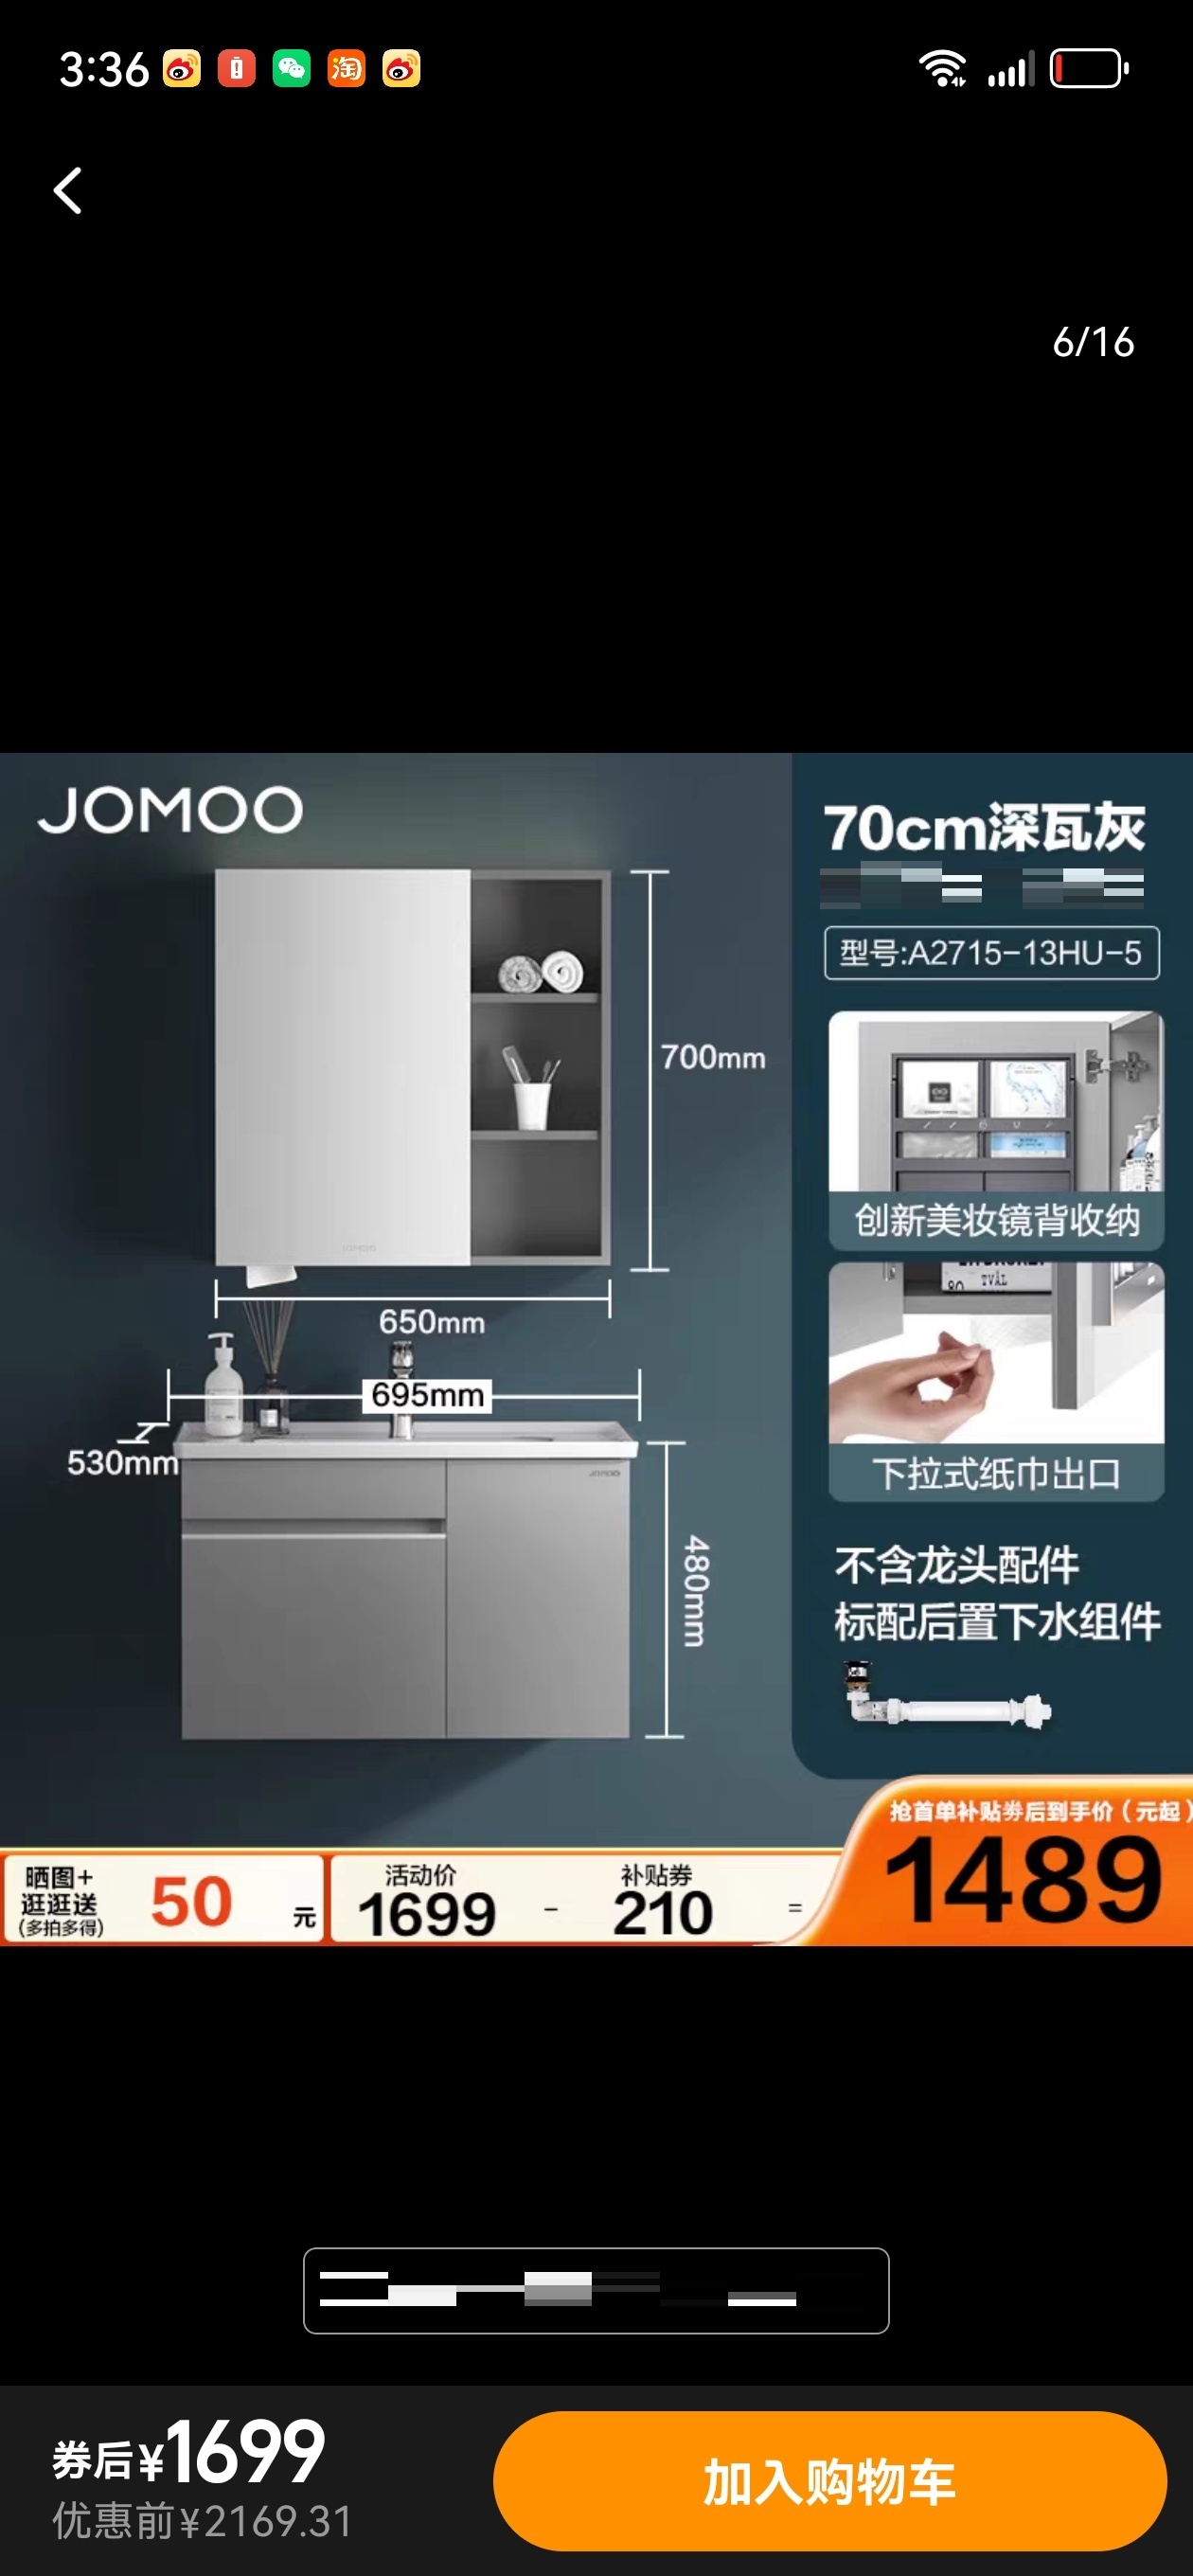 3:36
淘
6/16
JOMOO
70cm深瓦灰
型号:A2715-13HU-5
700mm
创新美妆镜背收纳
JOMOO
650mm
TVÅL
695mm
530mm
JOMOO
下拉式纸巾出口
480mm
不含龙头配件
标配后置下水组件
抢首单补贴券后到手价（元起）
1489
晒图+
逛逛送
(多拍多得)
50
元
活动价
1699
-
补贴券
210
=
券后¥1699
优惠前¥2169.31
加入购物车